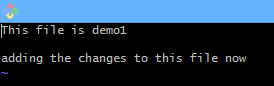 This file is demo1
adding the changes to this file now
~